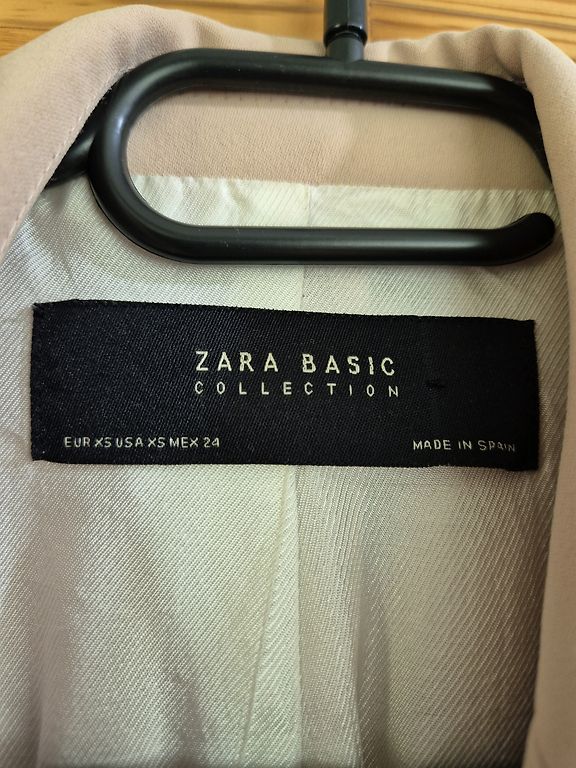 ZARA BASIC
COLLECTION
EUR XS USA XS MEX 24
MADE IN SPAIN